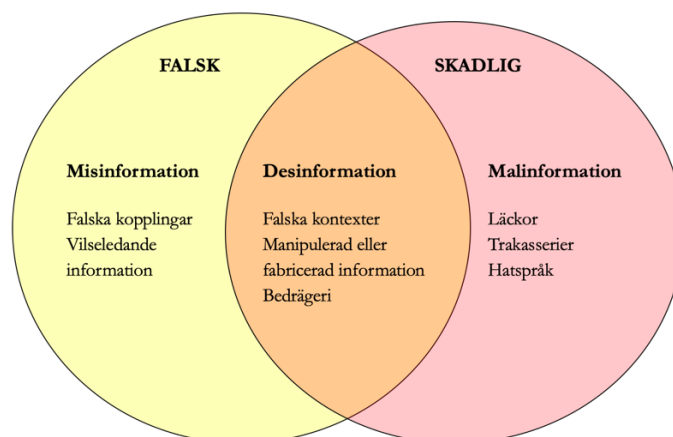 FALSK
SKADLIG
Misinformation
Falska kopplingar
Vilseledande
information
Desinformation
Falska kontexter
Manipulerad eller
fabricerad information
Bedrägeri
Malinformation
Läckor
Trakasserier
Hatspråk